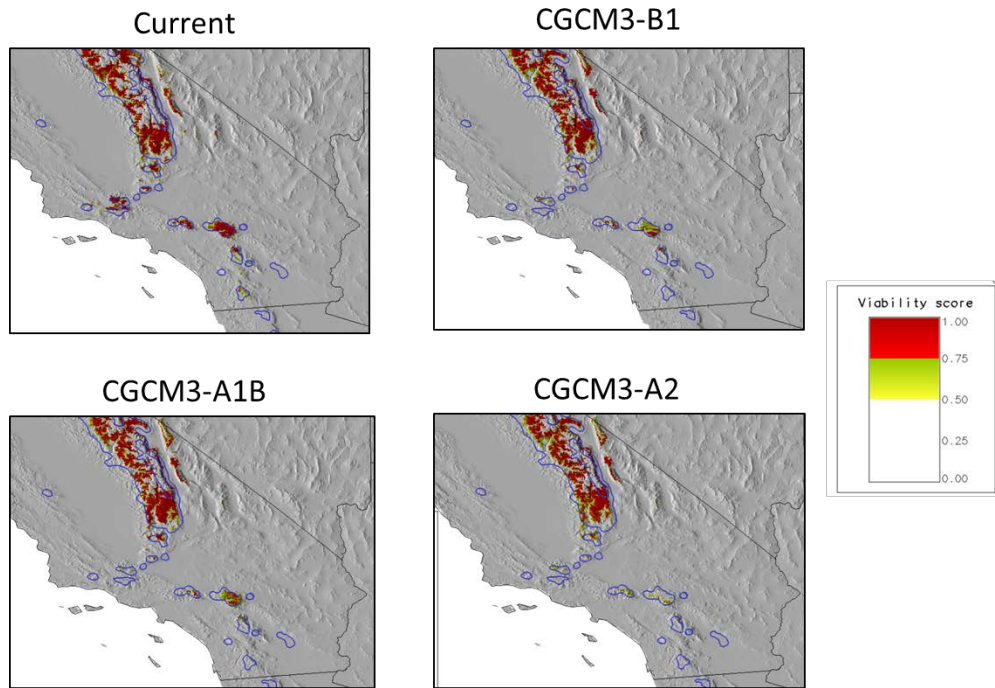 Current
CGCM3-B1
Viability score
1.00
0.75
0.50
0.25
0.00
CGCM3-A1B
CGCM3-A2